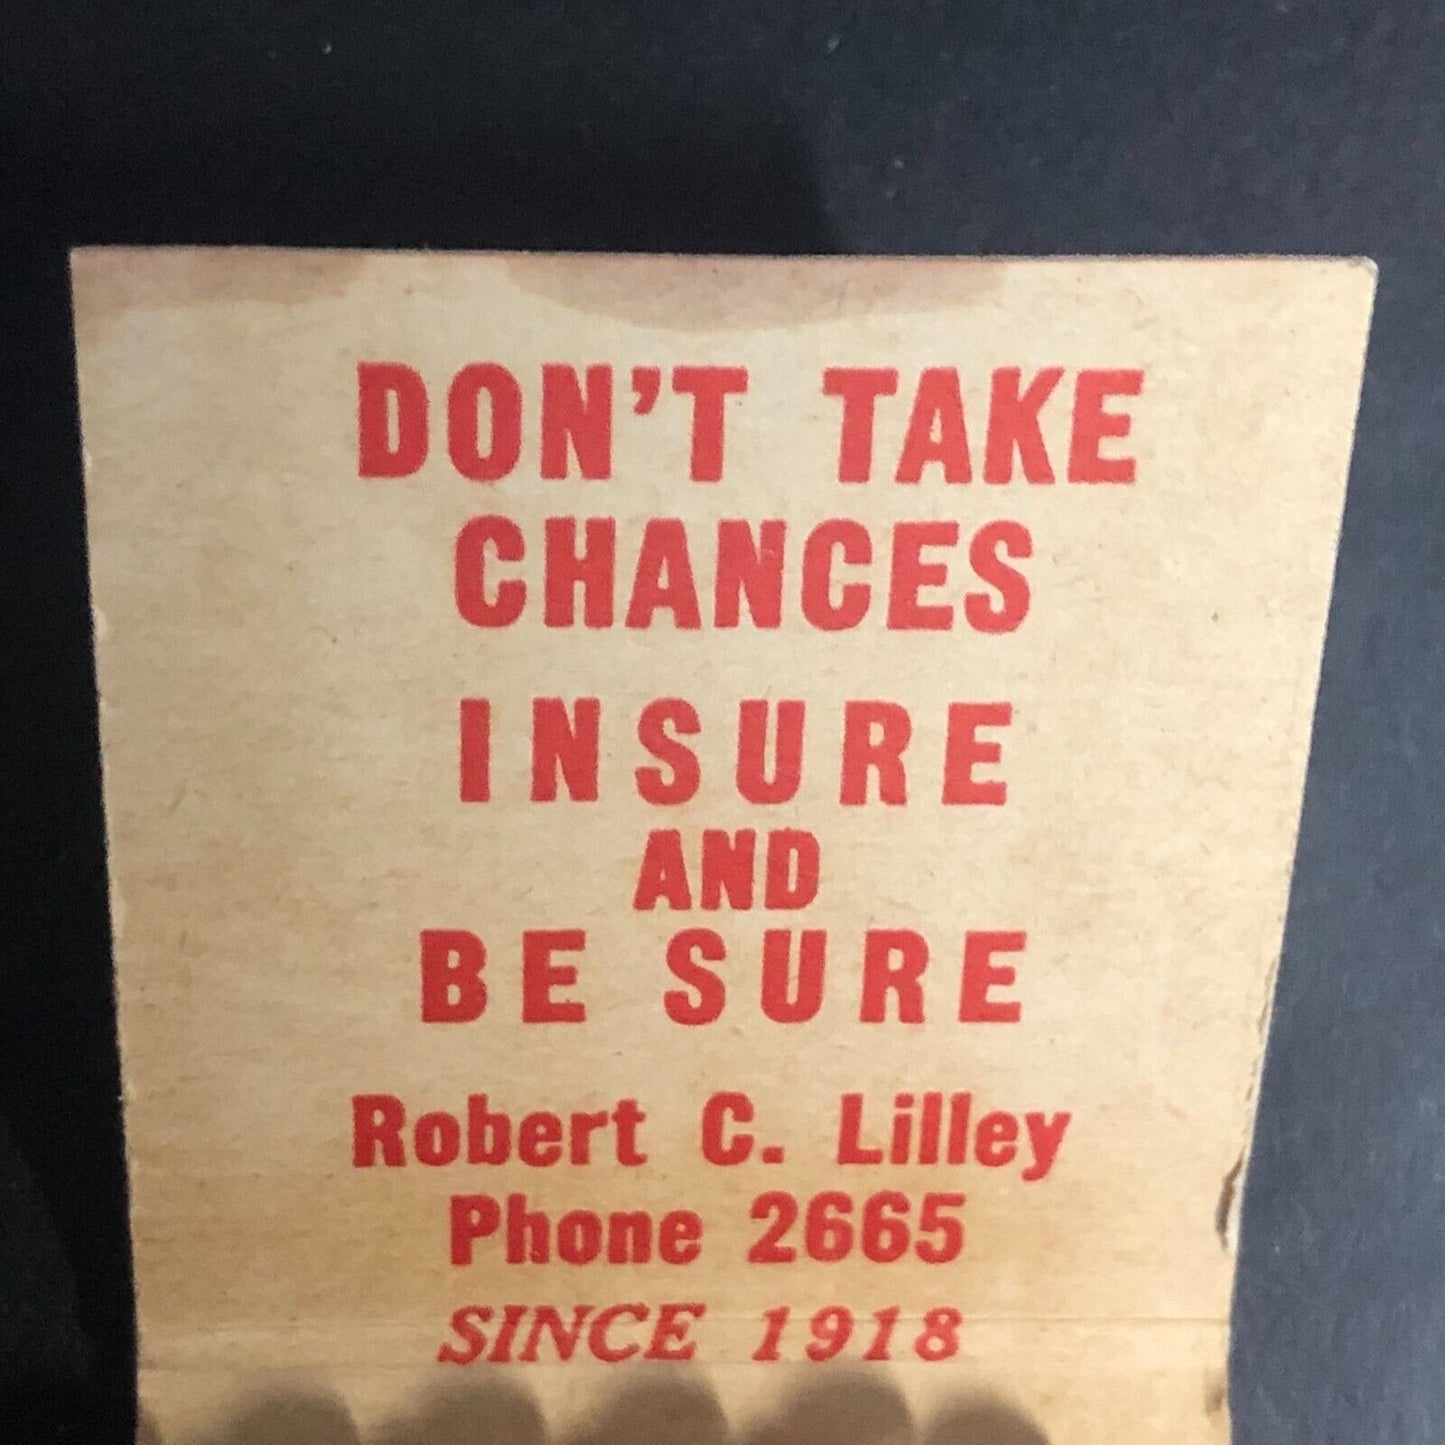 DON'T TAKE
CHANCES
INSURE
AND
BE SURE
Robert C. Lilley
Phone 2665
SINCE 1918